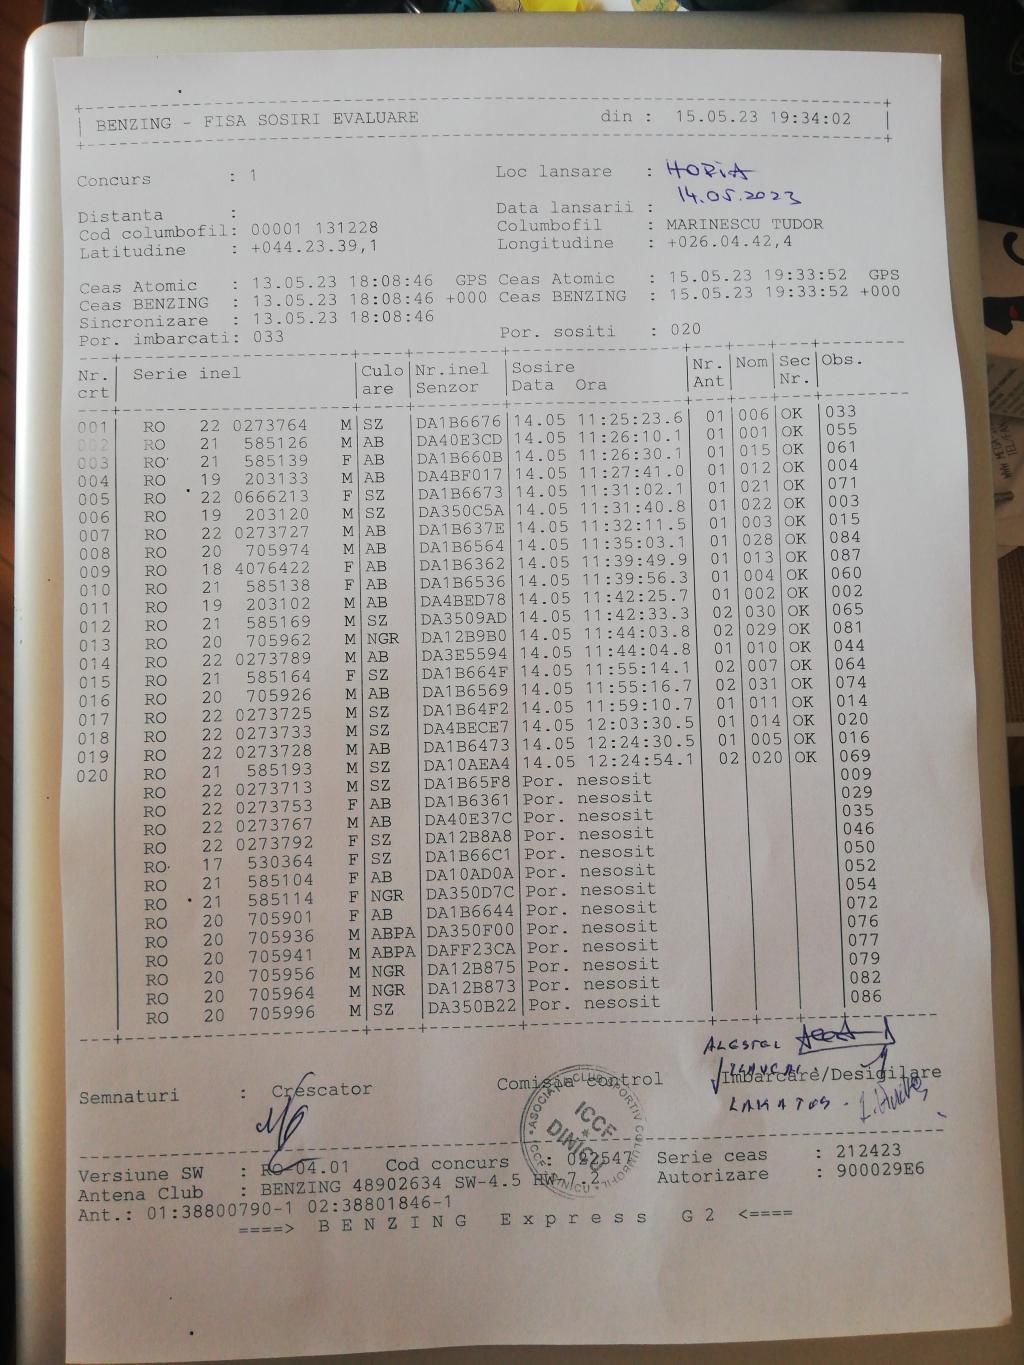 BENZING - FISA SOSIRI EVALUARE din : 15.05.23 19:34:02
Concurs : 1 Loc lansare : HORIA
14.05.2023
Distanta : Data lansarii :
Cod columbofil: 00001 131228 Columbofil : MARINESCU TUDOR
Latitudine : +044.23.39,1 Longitudine : +026.04.42,4
Ceas Atomic : 13.05.23 18:08:46 GPS Ceas Atomic : 15.05.23 19:33:52 GPS
Ceas BENZING : 13.05.23 18:08:46 +000 Ceas BENZING : 15.05.23 19:33:52 +000
Sincronizare : 13.05.23 18:08:46
Por. imbarcati: 033 Por. sositi : 020
Nr. Serie inel Culo Nr.inel Sosire Nr. Nom Sec Obs.
crt are Senzor Data Ora Ant Nr.
001 RO 22 0273764 M SZ DA1B6676 14.05 11:25:23.6 01 006 OK 033
002 RO 21 585126 M AB DA40E3CD 14.05 11:26:10.1 01 001 OK 055
003 RO 21 585139 F AB DA1B660B 14.05 11:26:30.1 01 015 OK 061
004 RO 19 203133 M AB DA4BF017 14.05 11:27:41.0 01 012 OK 004
005 RO 22 0666213 F SZ DA1B6673 14.05 11:31:02.1 01 021 OK 071
006 RO 19 203120 M SZ DA350C5A 14.05 11:31:40.8 01 022 OK 003
007 RO 22 0273727 M AB DA1B637E 14.05 11:32:11.5 01 003 OK 015
008 RO 20 705974 M AB DA1B6564 14.05 11:35:03.1 01 028 OK 084
009 RO 18 4076422 F AB DA1B6362 14.05 11:39:49.9 01 013 OK 087
010 RO 21 585138 F AB DA1B6536 14.05 11:39:56.3 01 004 OK 060
011 RO 19 203102 M AB DA4BED78 14.05 11:42:25.7 01 002 OK 002
012 RO 21 585169 M SZ DA3509AD 14.05 11:42:33.3 02 030 OK 065
013 RO 20 705962 M NGR DA12B9B0 14.05 11:44:03.8 02 029 OK 081
014 RO 22 0273789 M AB DA3E5594 14.05 11:44:04.8 01 010 OK 044
015 RO 21 585164 F SZ DA1B664F 14.05 11:55:14.1 02 007 OK 064
016 RO 20 705926 M AB DA1B6569 14.05 11:55:16.7 02 031 OK 074
017 RO 22 0273725 M SZ DA1B64F2 14.05 11:59:10.7 01 011 OK 014
018 RO 22 0273733 M SZ DA4BECE7 14.05 12:03:30.5 01 014 OK 020
019 RO 22 0273728 M AB DA1B6473 14.05 12:24:30.5 01 005 OK 016
020 RO 21 585193 M SZ DA10AEA4 14.05 12:24:54.1 02 020 OK 069
RO 22 0273713 M SZ DA1B65F8 Por. nesosit 009
RO 22 0273753 F AB DA1B6361 Por. nesosit 029
RO 22 0273767 M AB DA40E37C Por. nesosit 035
RO 22 0273792 F SZ DA12B8A8 Por. nesosit 046
RO 17 530364 F SZ DA1B66C1 Por. nesosit 050
RO 21 585104 F AB DA10AD0A Por. nesosit 052
RO 21 585114 F NGR DA350D7C Por. nesosit 054
RO 20 705901 F AB DA1B6644 Por. nesosit 072
RO 20 705936 M ABPA DA350F00 Por. nesosit 076
RO 20 705941 M ABPA DAFF23CA Por. nesosit 077
RO 20 705956 M NGR DA12B875 Por. nesosit 079
RO 20 705964 M NGR DA12B873 Por. nesosit 082
RO 20 705996 M SZ DA350B22 Por. nesosit 086
Semnaturi : Crescator Comisia control Imbarcare/Desigilare
LAKATOS -
ICCF
DINICU
Versiune SW : RO-04.01 Cod concurs : 022547 Serie ceas : 212423
Antena Club : BENZING 48902634 SW-4.5 HW-7.2 Autorizare : 900029E6
Ant.: 01:38800790-1 02:38801846-1
====> BENZING Express G2 <====